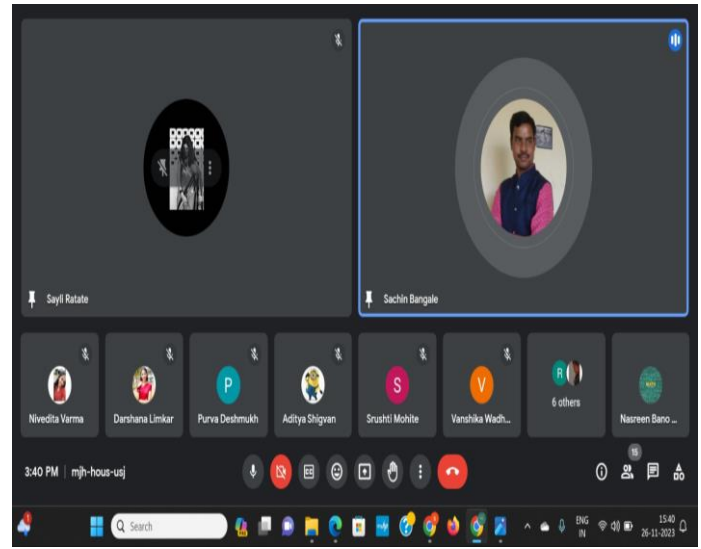 Sayli Ratate
Sachin Bangale
Nivedita Varma
Darshana Limkar
P
Purva Deshmukh
Aditya Shigvan
S
Srushti Mohite
V
Vanshika Wadh...
R
6 others
Nasreen Bano ...
3:40 PM | mjh-hous-usj
CC
15
Search
ENG
IN
15:40
26-11-2023